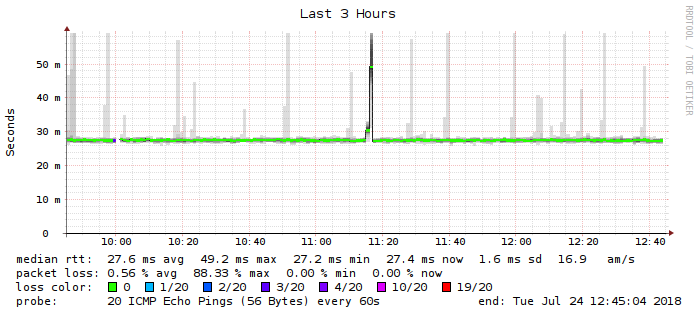 Last 3 Hours
RRDTOOL / TOBI OETIKER
Seconds
50 m
40 m
30 m
20 m
10 m
0
10:00 10:20 10:40 11:00 11:20 11:40 12:00 12:20 12:40
median rtt: 27.6 ms avg 49.2 ms max 27.2 ms min 27.4 ms now 1.6 ms sd 16.9 am/s
packet loss: 0.56 % avg 88.33 % max 0.00 % min 0.00 % now
loss color: 0 1/20 2/20 3/20 4/20 10/20 19/20
probe: 20 ICMP Echo Pings (56 Bytes) every 60s end: Tue Jul 24 12:45:04 2018